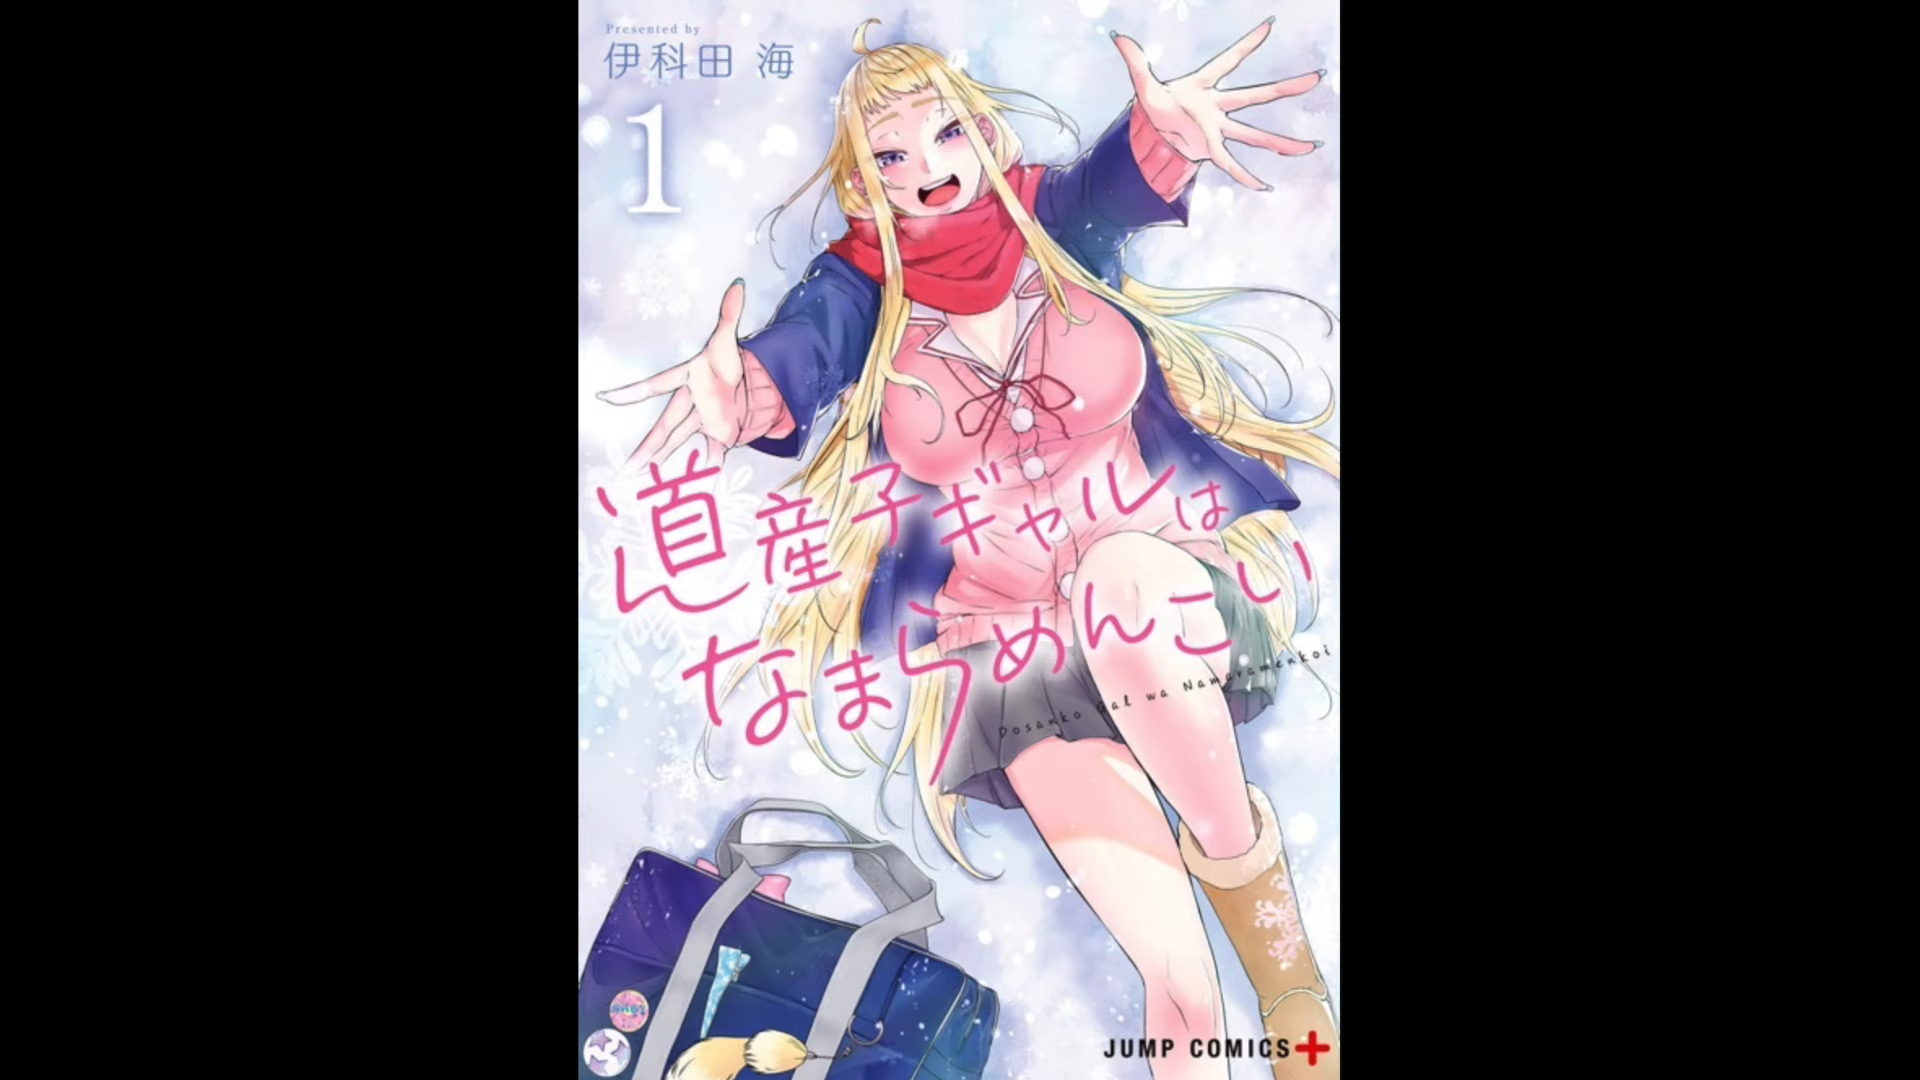 Presented by
伊科田 海
1
道産子ギャルは
なまらめんこい
Dosanko Gal wa Namaramenkoi
JUMP COMICS+